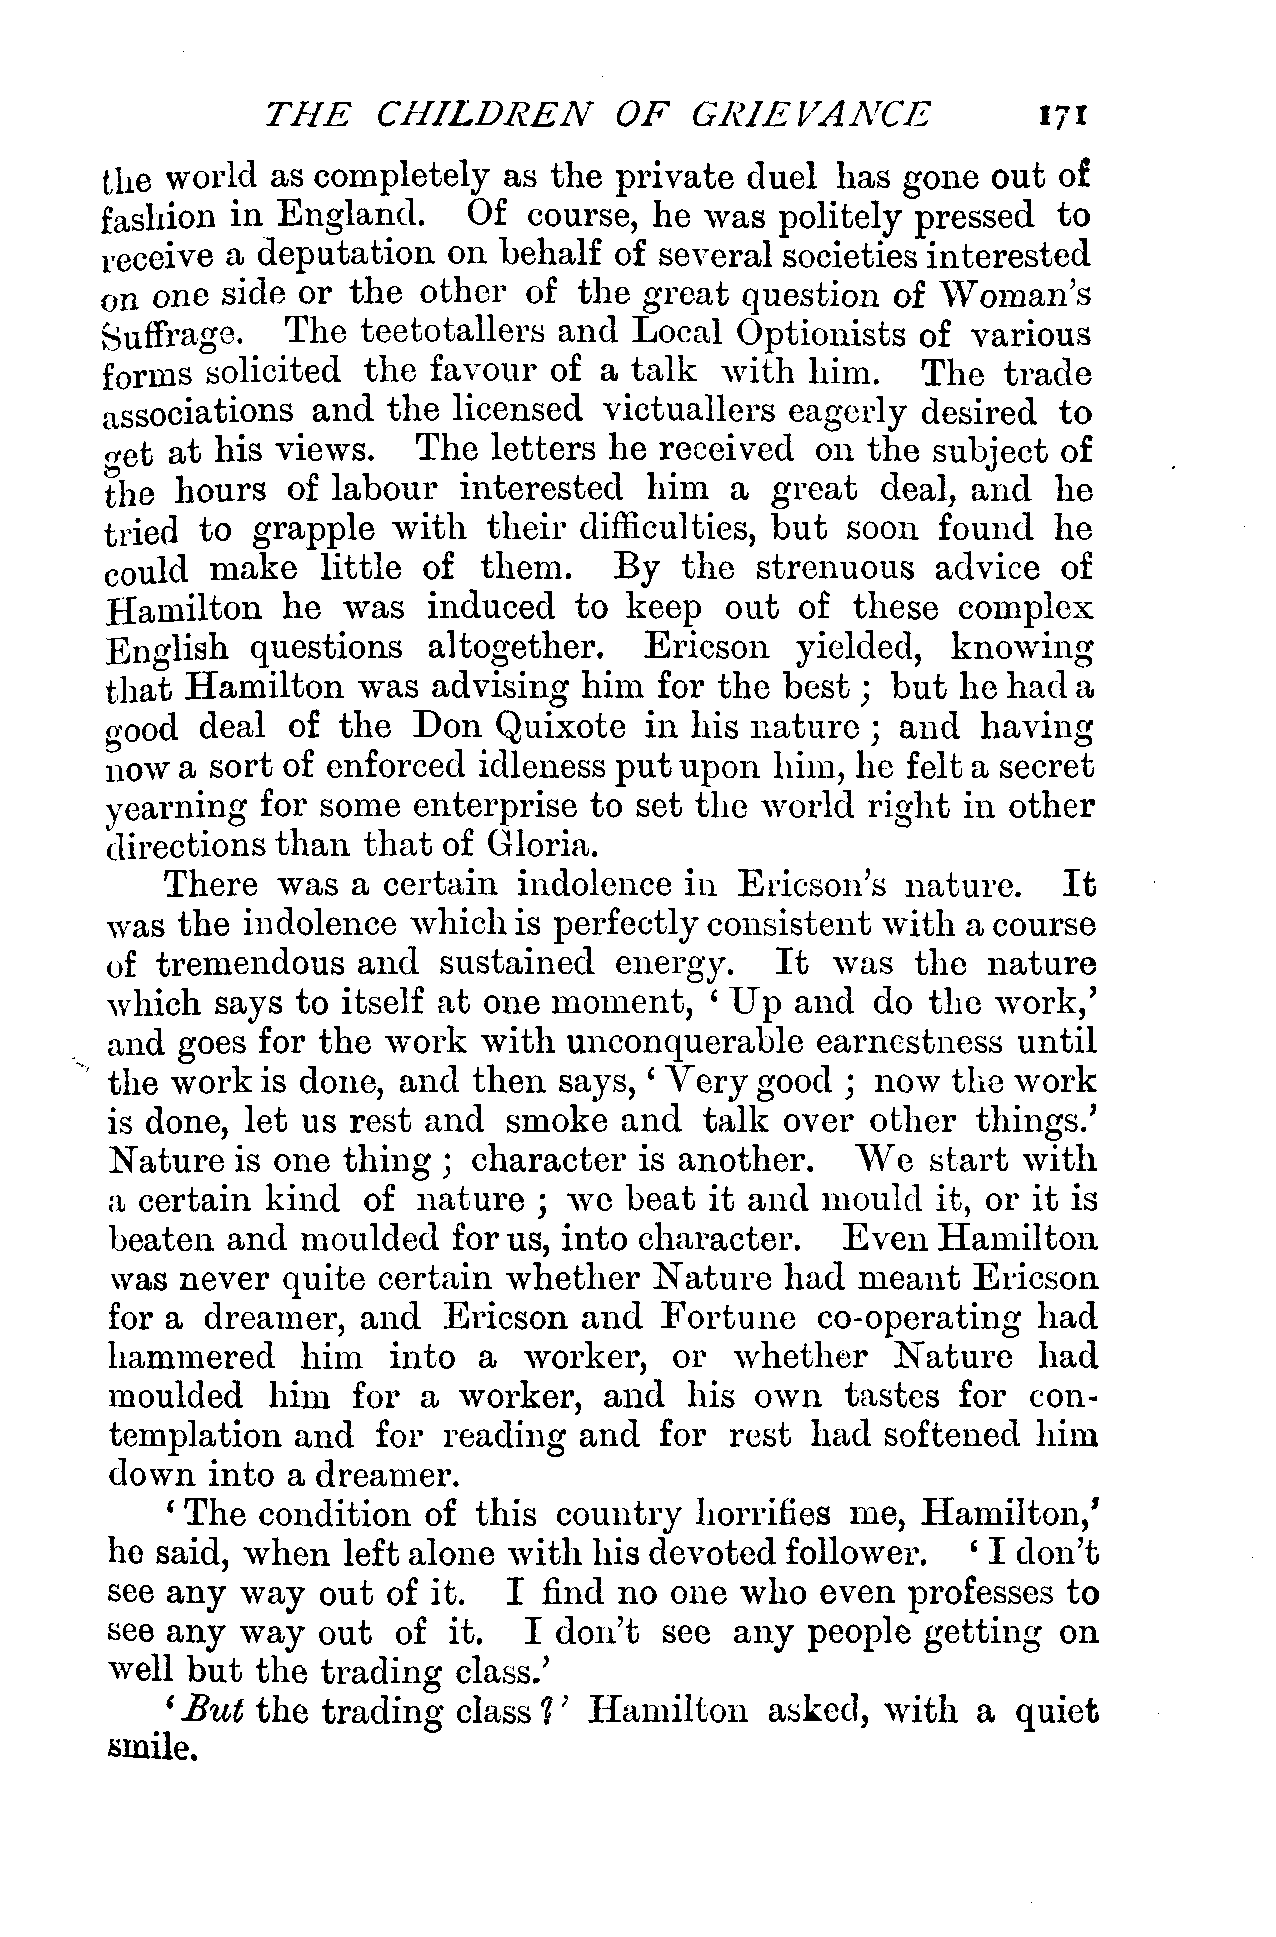 THE CHILDREN OF GRIEVANCE 171
the world as completely as the private duel has gone out of
fashion in England. Of course, he was politely pressed to
receive a deputation on behalf of several societies interested
on one side or the other of the great question of Woman's
Suffrage. The teetotallers and Local Optionists of various
forms solicited the favour of a talk with him. The trade
associations and the licensed victuallers eagerly desired to
get at his views. The letters he received on the subject of
the hours of labour interested him a great deal, and he
tried to grapple with their difficulties, but soon found he
could make little of them. By the strenuous advice of
Hamilton he was induced to keep out of these complex
English questions altogether. Ericson yielded, knowing
that Hamilton was advising him for the best ; but he had a
good deal of the Don Quixote in his nature ; and having
now a sort of enforced idleness put upon him, he felt a secret
yearning for some enterprise to set the world right in other
directions than that of Gloria.
There was a certain indolence in Ericson's nature. It
was the indolence which is perfectly consistent with a course
of tremendous and sustained energy. It was the nature
which says to itself at one moment, ‘ Up and do the work,’
and goes for the work with unconquerable earnestness until
the work is done, and then says, ‘ Very good ; now the work
is done, let us rest and smoke and talk over other things.’
Nature is one thing ; character is another. We start with
a certain kind of nature ; we beat it and mould it, or it is
beaten and moulded for us, into character. Even Hamilton
was never quite certain whether Nature had meant Ericson
for a dreamer, and Ericson and Fortune co-operating had
hammered him into a worker, or whether Nature had
moulded him for a worker, and his own tastes for con-
templation and for reading and for rest had softened him
down into a dreamer.
‘ The condition of this country horrifies me, Hamilton,’
he said, when left alone with his devoted follower. ‘ I don't
see any way out of it. I find no one who even professes to
see any way out of it. I don't see any people getting on
well but the trading class.’
‘ But the trading class ?’ Hamilton asked, with a quiet
smile.